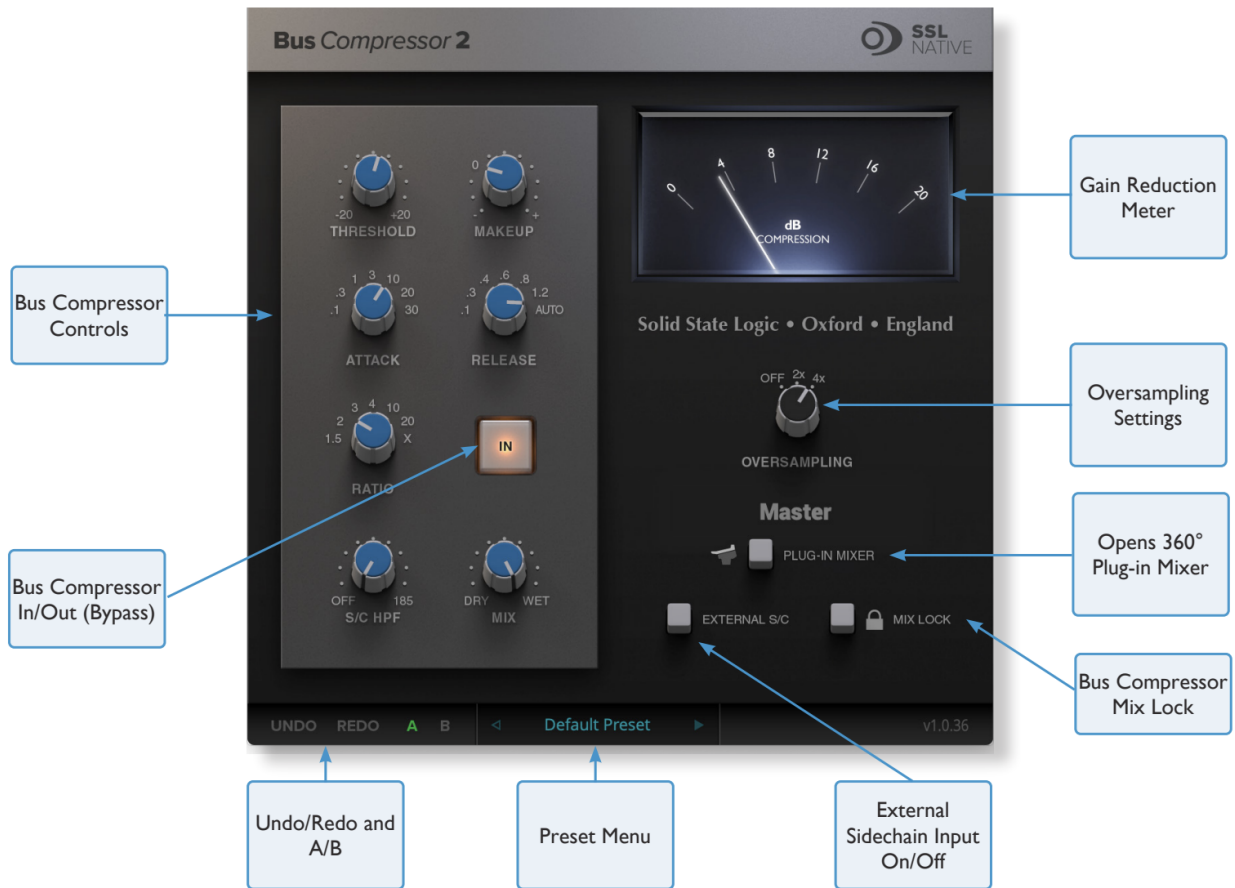 Bus Compressor 2
SSL
NATIVE
0
4
8
12
16
20
dB
COMPRESSION
Gain Reduction
Meter
0
-20 +20
- +
THRESHOLD
MAKEUP
Bus Compressor
Controls
.1 .3 1 3 10 20 30
ATTACK
.1 .3 .4 .6 .8 1.2 AUTO
RELEASE
Solid State Logic • Oxford • England
OFF 2x 4x
OVERSAMPLING
Oversampling
Settings
1.5 2 3 4 10 20 X
RATIO
IN
Master
PLUG-IN MIXER
Opens 360°
Plug-in Mixer
Bus Compressor
In/Out (Bypass)
OFF 185
S/C HPF
DRY WET
MIX
EXTERNAL S/C
MIX LOCK
Bus Compressor
Mix Lock
UNDO REDO A B
Default Preset
v1.0.36
Undo/Redo and
A/B
Preset Menu
External
Sidechain Input
On/Off